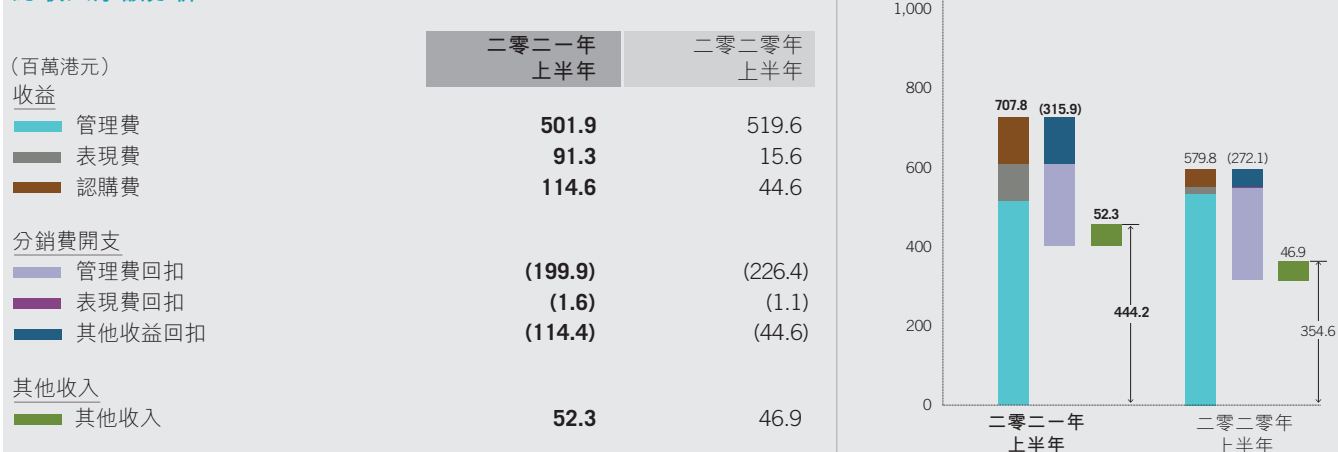 二零二一年 二零二零年
（百萬港元） 上半年 上半年
收益
管理費 501.9 519.6
表現費 91.3 15.6
認購費 114.6 44.6
分銷費開支
管理費回扣 (199.9) (226.4)
表現費回扣 (1.6) (1.1)
其他收益回扣 (114.4) (44.6)
其他收入
其他收入 52.3 46.9
1,000
800
707.8 (315.9)
600
579.8 (272.1)
52.3
400
46.9
444.2
354.6
200
0
二零二一年 二零二零年
上半年 上半年